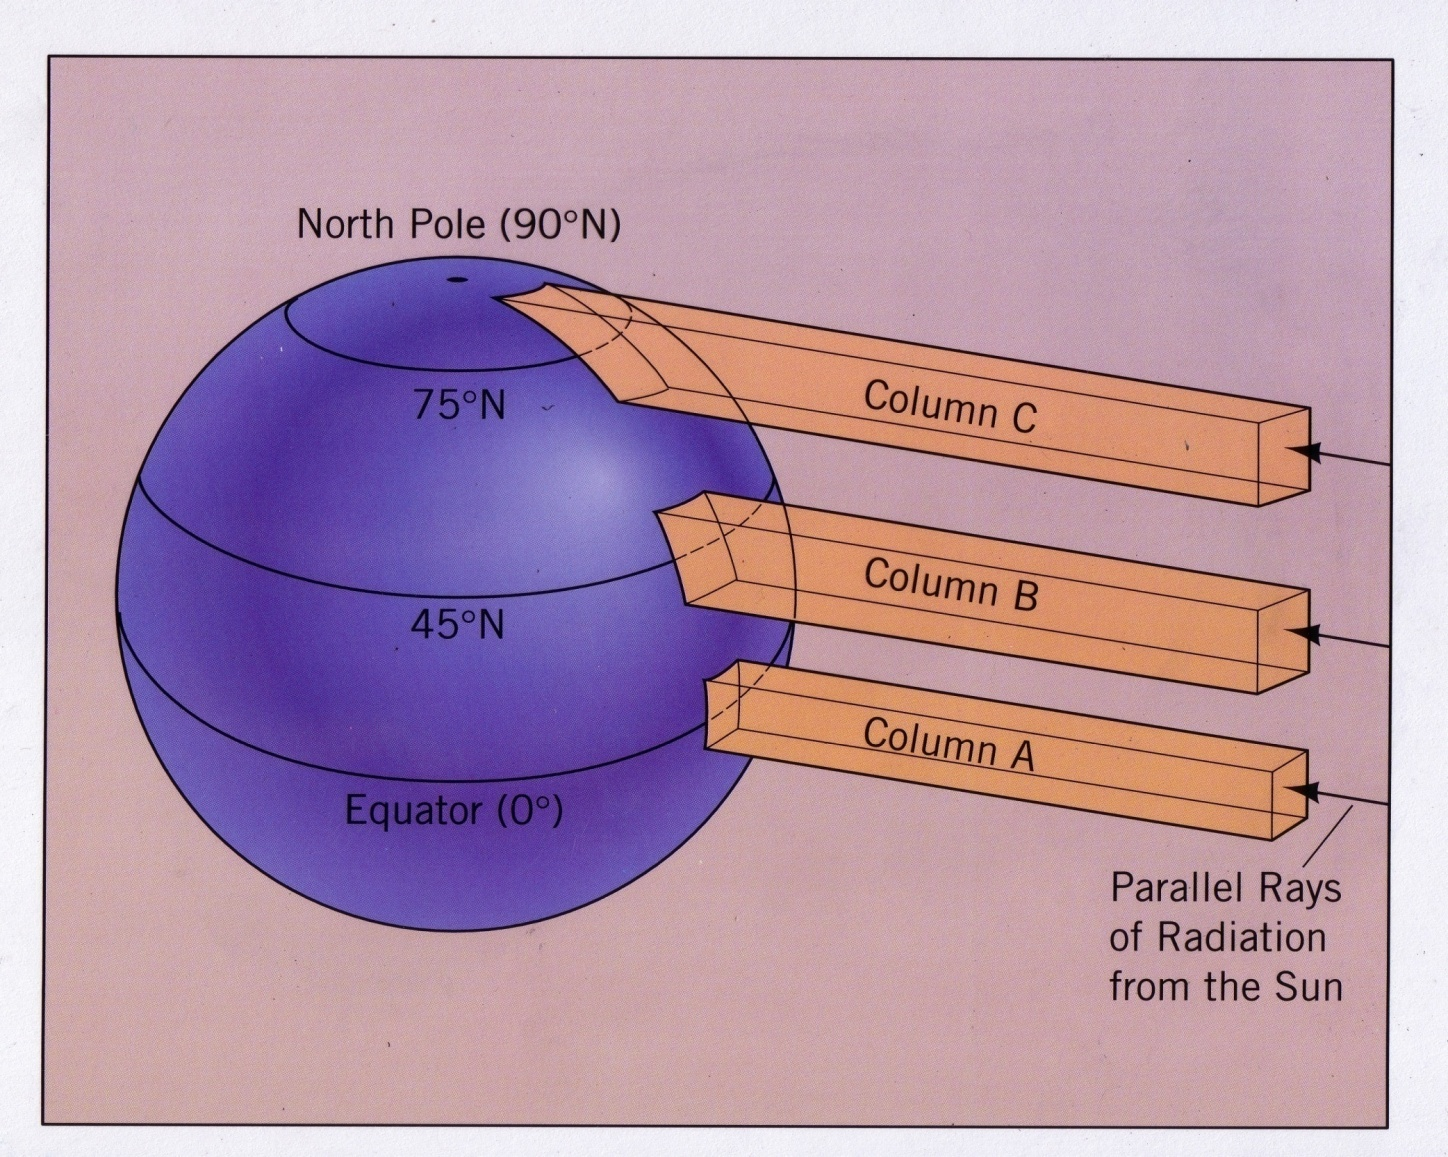 North Pole (90°N)
75°N
Column C
45°N
Column B
Column A
Equator (0°)
Parallel Rays
of Radiation
from the Sun